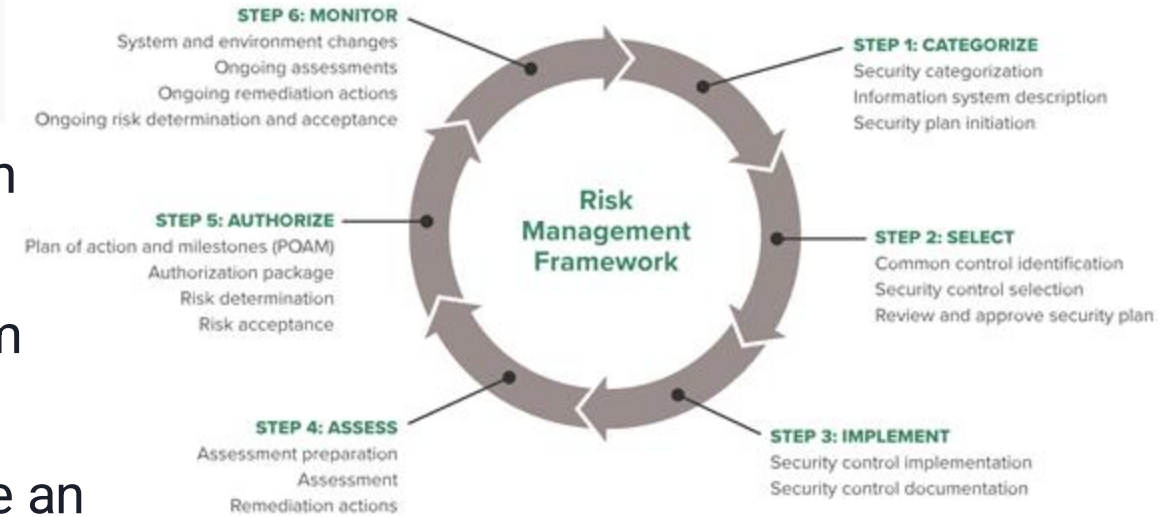 STEP 6: MONITOR
System and environment changes
Ongoing assessments
Ongoing remediation actions
Ongoing risk determination and acceptance
STEP 1: CATEGORIZE
Security categorization
Information system description
Security plan initiation
Risk
Management
Framework
STEP 5: AUTHORIZE
Plan of action and milestones (POAM)
Authorization package
Risk determination
Risk acceptance
STEP 2: SELECT
Common control identification
Security control selection
Review and approve security plan
STEP 4: ASSESS
Assessment preparation
Assessment
Remediation actions
STEP 3: IMPLEMENT
Security control implementation
Security control documentation
e an